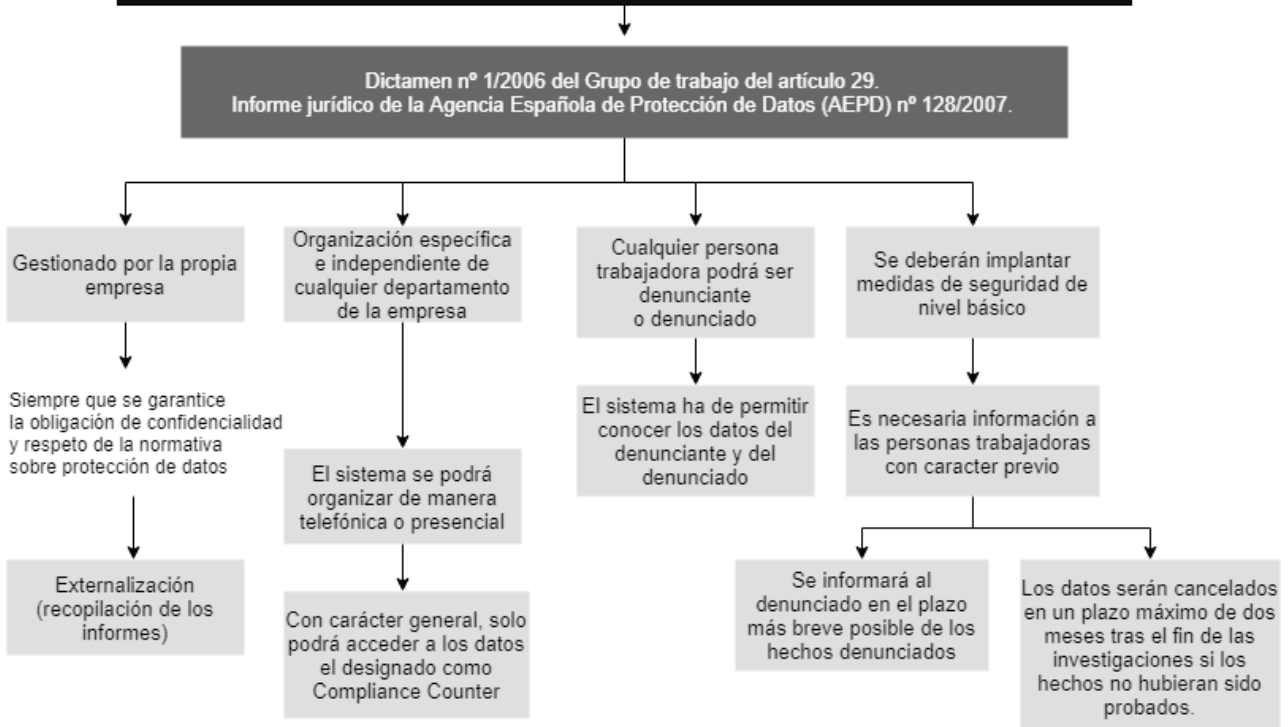 Dictamen nº 1/2006 del Grupo de trabajo del artículo 29.
Informe jurídico de la Agencia Española de Protección de Datos (AEPD) nº 128/2007.
Gestionado por la propia
empresa
Siempre que se garantice
la obligación de confidencialidad
y respeto de la normativa
sobre protección de datos
Externalización
(recopilación de los
informes)
Organización específica
e independiente de
cualquier departamento
de la empresa
El sistema se podrá
organizar de manera
telefónica o presencial
Con carácter general, solo
podrá acceder a los datos
el designado como
Compliance Counter
Cualquier persona
trabajadora podrá ser
denunciante
o denunciado
El sistema ha de permitir
conocer los datos del
denunciante y del
denunciado
Se deberán implantar
medidas de seguridad de
nivel básico
Es necesaria información a
las personas trabajadoras
con caracter previo
Se informará al
denunciado en el plazo
más breve posible de los
hechos denunciados
Los datos serán cancelados
en un plazo máximo de dos
meses tras el fin de las
investigaciones si los
hechos no hubieran sido
probados.